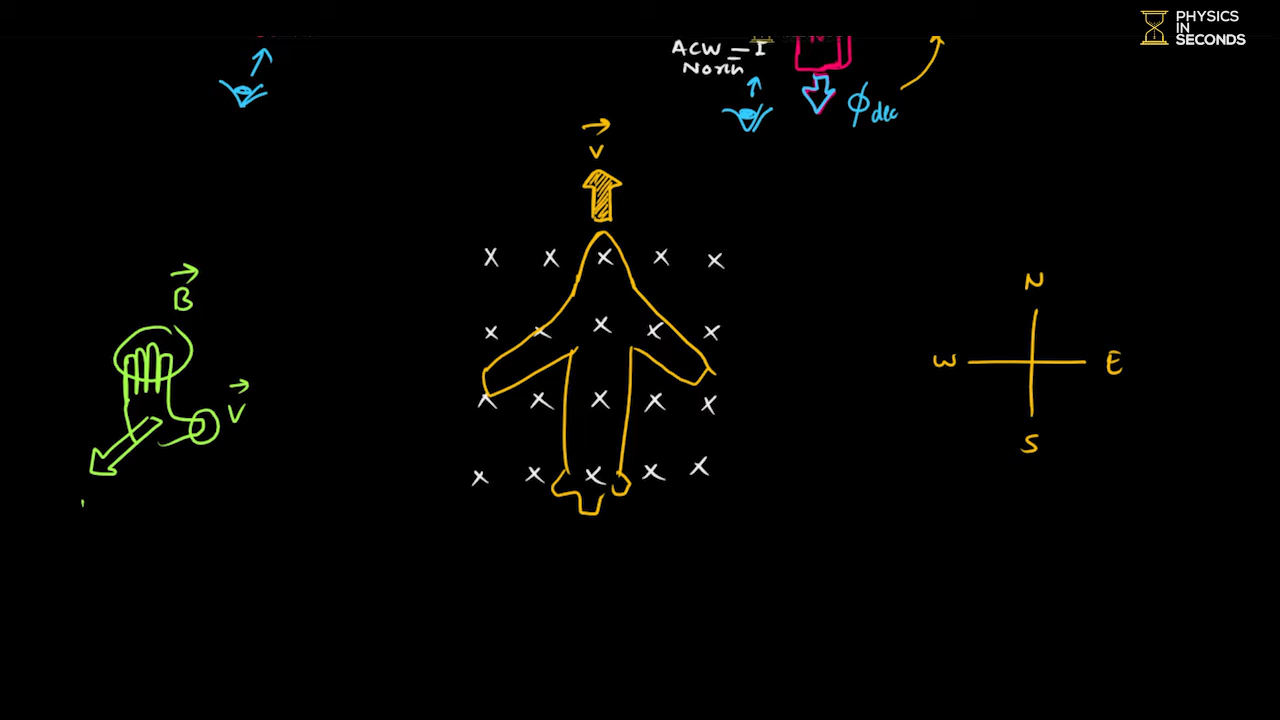 PHYSICS
IN
SECONDS
ACW – I
North
ϕdec
v
x x x x x
B
N
x x x x x
W E
v
x x x x x
S
x x x x x